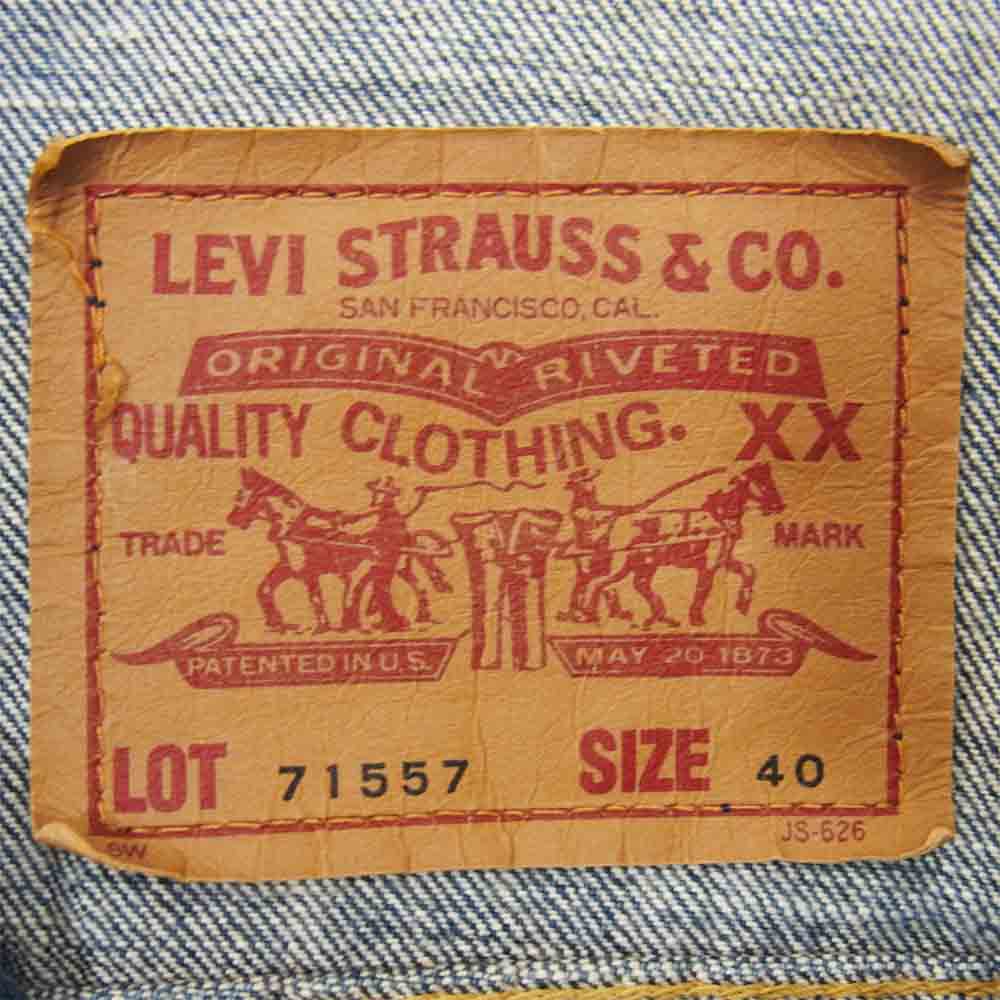 LEVI STRAUSS & CO.
SAN FRANCISCO, CAL.
ORIGINAL RIVETED
QUALITY CLOTHING. XX
TRADE MARK
PATENTED IN U.S. MAY 20 1873
LOT 71557 SIZE 40
JS-626